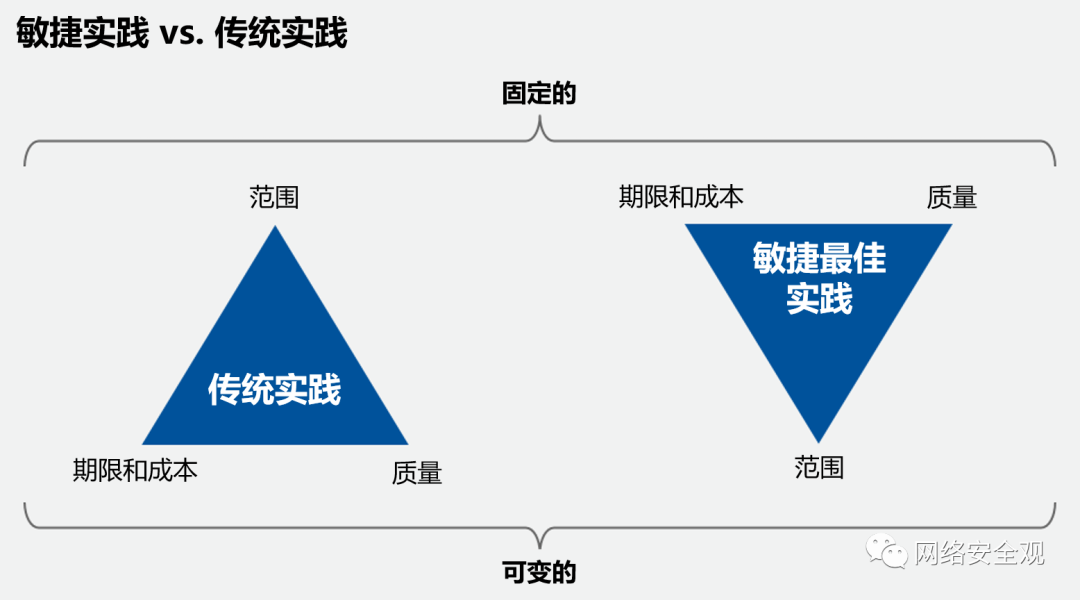 敏捷实践 vs. 传统实践
固定的
范围
传统实践
期限和成本
质量
期限和成本
质量
敏捷最佳
实践
范围
可变的
网络安全观